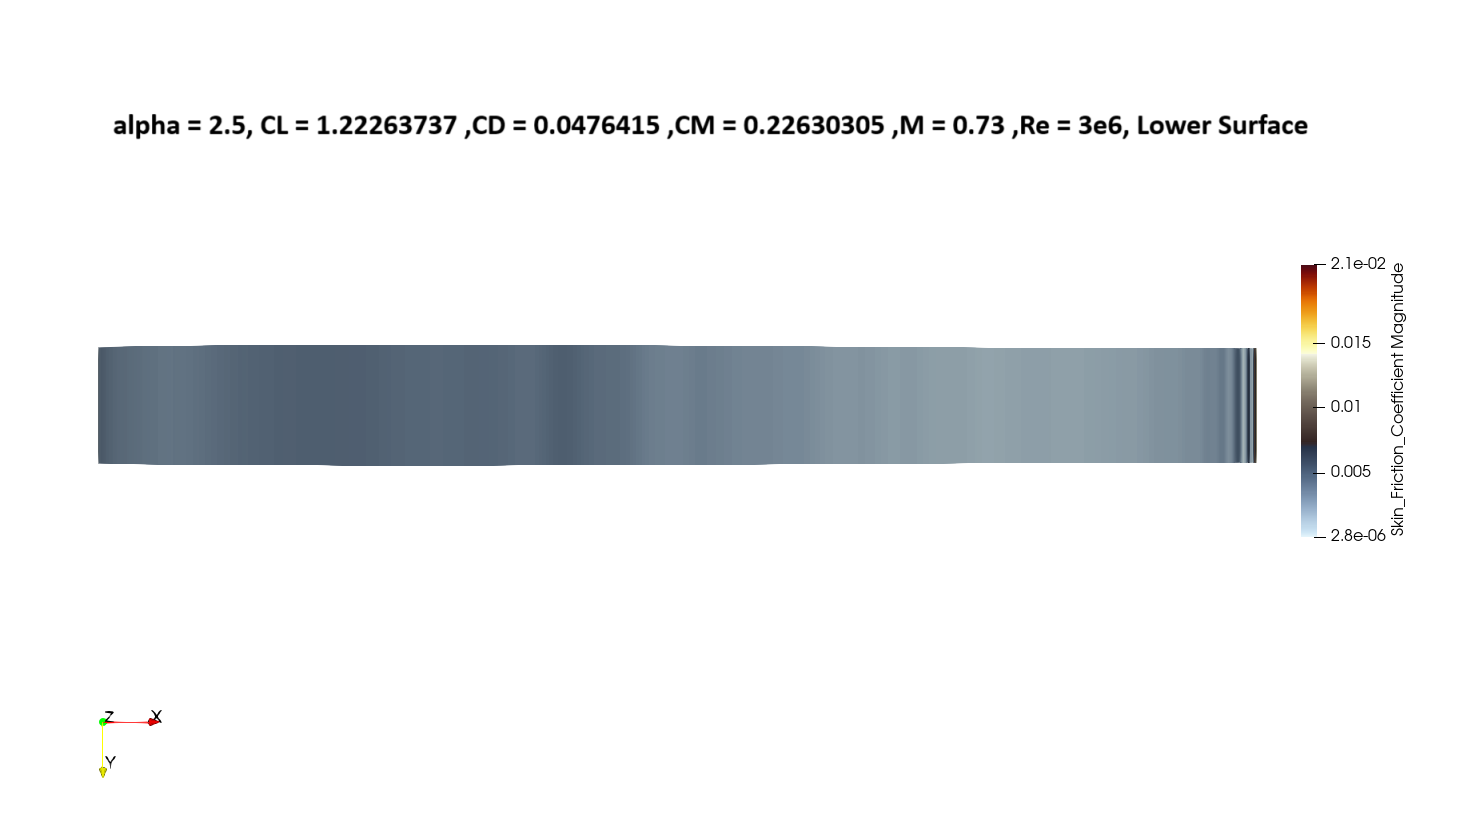 alpha = 2.5, CL = 1.22263737 ,CD = 0.0476415 ,CM = 0.22630305 ,M = 0.73 ,Re = 3e6, Lower Surface
2.1e-02
0.015
0.01
0.005
2.8e-06
Skin_Friction_Coefficient Magnitude
Z
X
Y